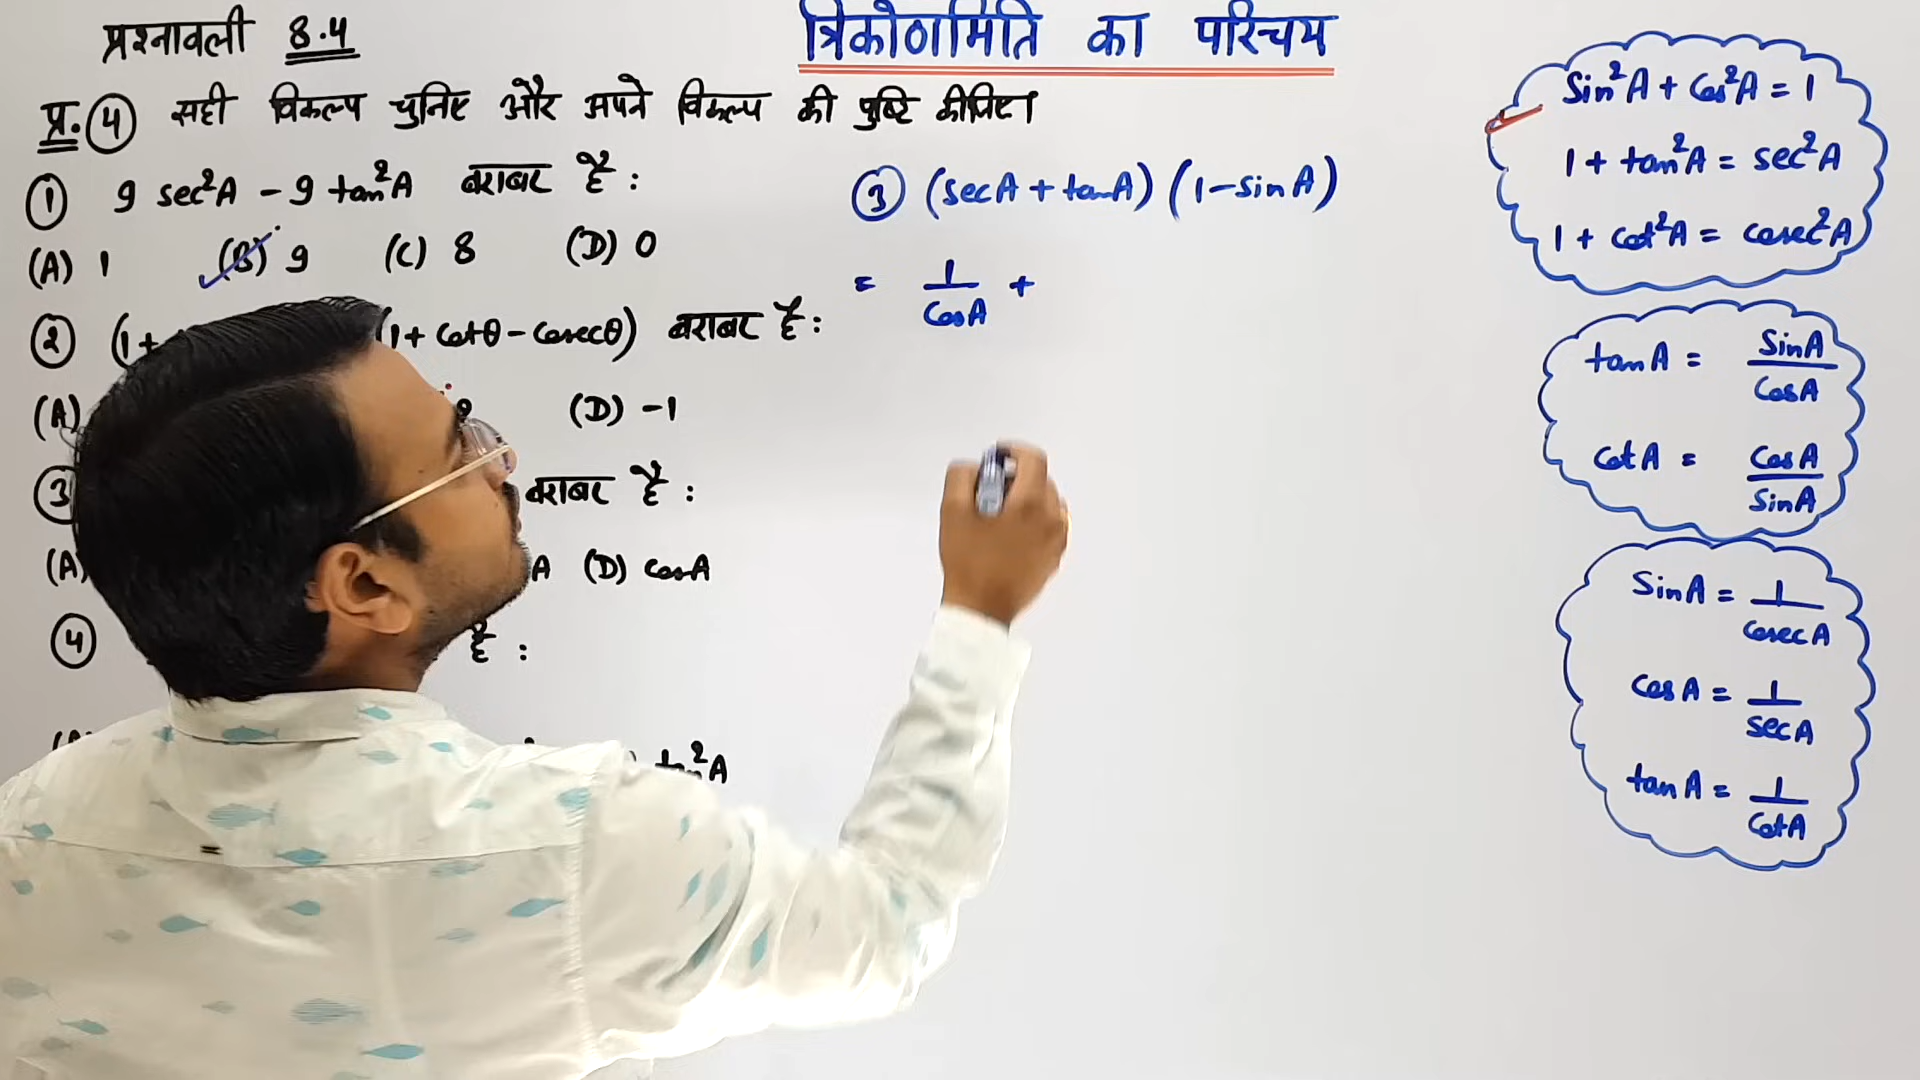 प्रश्नावली 8.4
त्रिकोणमिति का परिचय
प्र. 4 सही विकल्प चुनिए और अपने विकल्प की पुष्टि कीजिए।
1 9 sec²A - 9 tan²A बराबर है :
(A) 1 (B) 9 (C) 8 (D) 0
2 (1+ (1 + cotθ - cosecθ) बराबर है :
(A) (D) -1
3 बराबर है :
(A) A (D) cosA
4 है :
tan²A
3 (secA + tanA) (1-sinA)
= 1/cosA +
Sin²A + Cos²A = 1
1 + tan²A = sec²A
1 + cot²A = cosec²A
tanA = SinA/CosA
cotA = CosA/SinA
SinA = 1/CosecA
CosA = 1/secA
tanA = 1/CotA